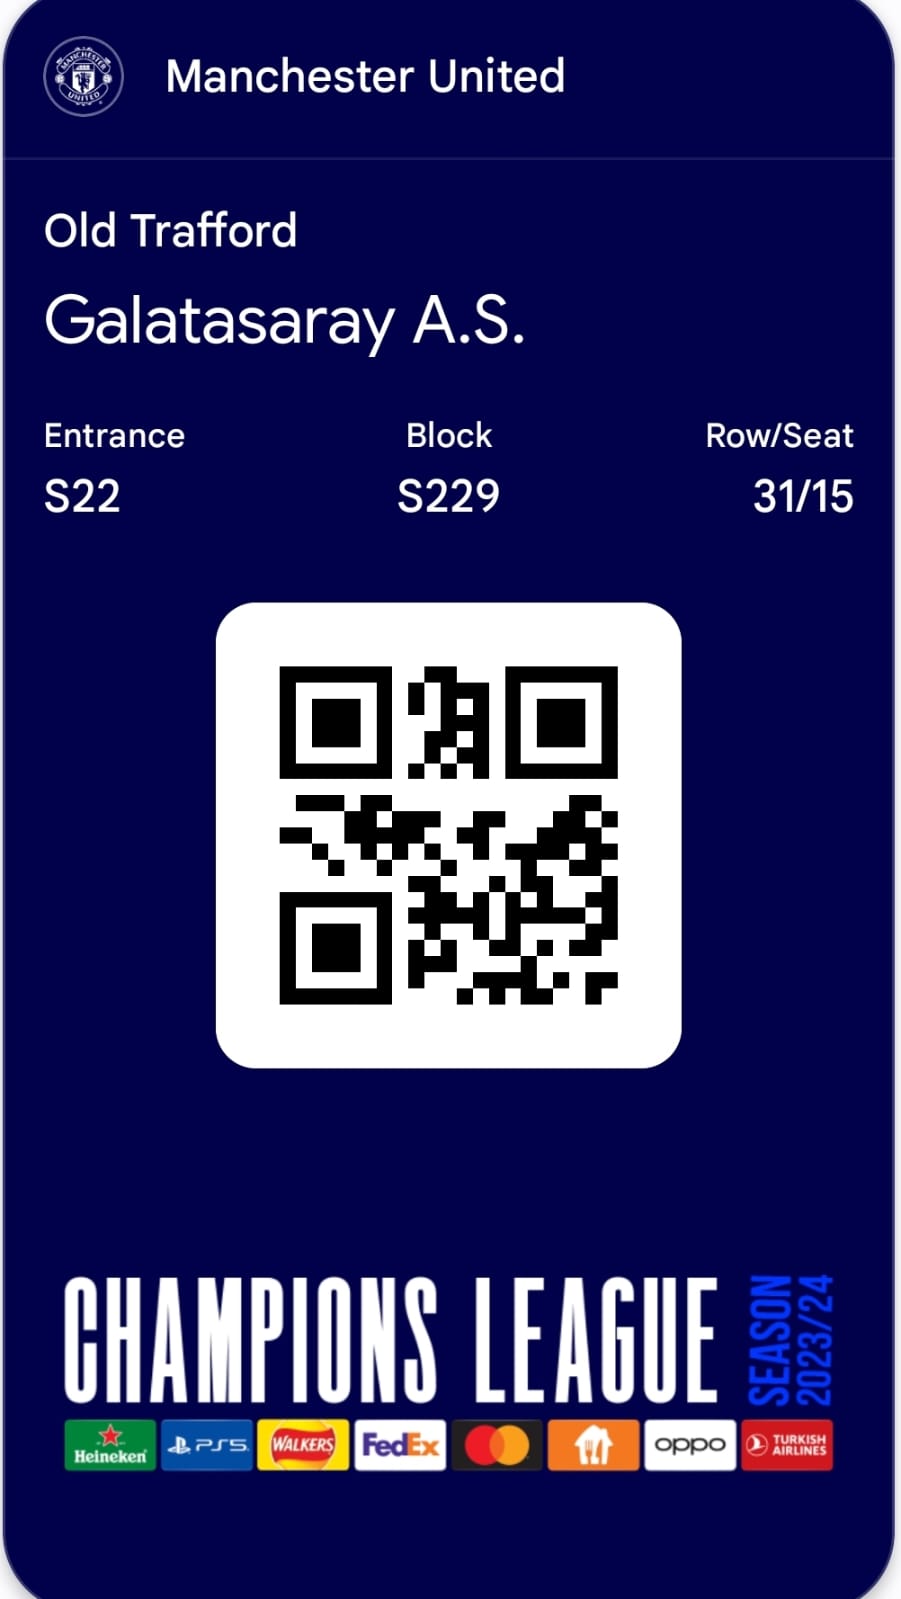 MANCHESTER
UNITED
Manchester United
Old Trafford
Galatasaray A.S.
Entrance Block Row/Seat
S22 S229 31/15
CHAMPIONS LEAGUE
SEASON
2023/24
Heineken PS5 WALKERS FedEx oppo TURKISH
AIRLINES